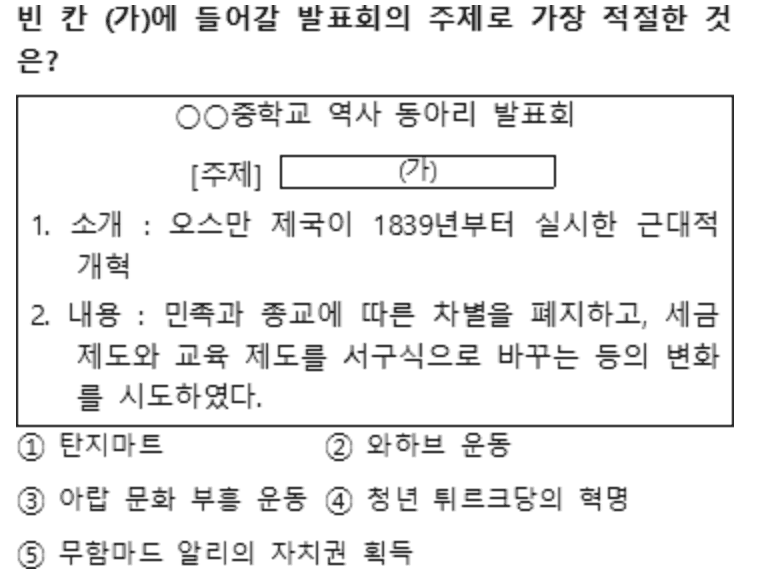 빈 칸 (가)에 들어갈 발표회의 주제로 가장 적절한 것
은?
○○중학교 역사 동아리 발표회
[주제] (가)
1. 소개 : 오스만 제국이 1839년부터 실시한 근대적
개혁
2. 내용 : 민족과 종교에 따른 차별을 폐지하고, 세금
제도와 교육 제도를 서구식으로 바꾸는 등의 변화
를 시도하였다.
① 탄지마트 ② 와하브 운동
③ 아랍 문화 부흥 운동 ④ 청년 튀르크당의 혁명
⑤ 무함마드 알리의 자치권 획득